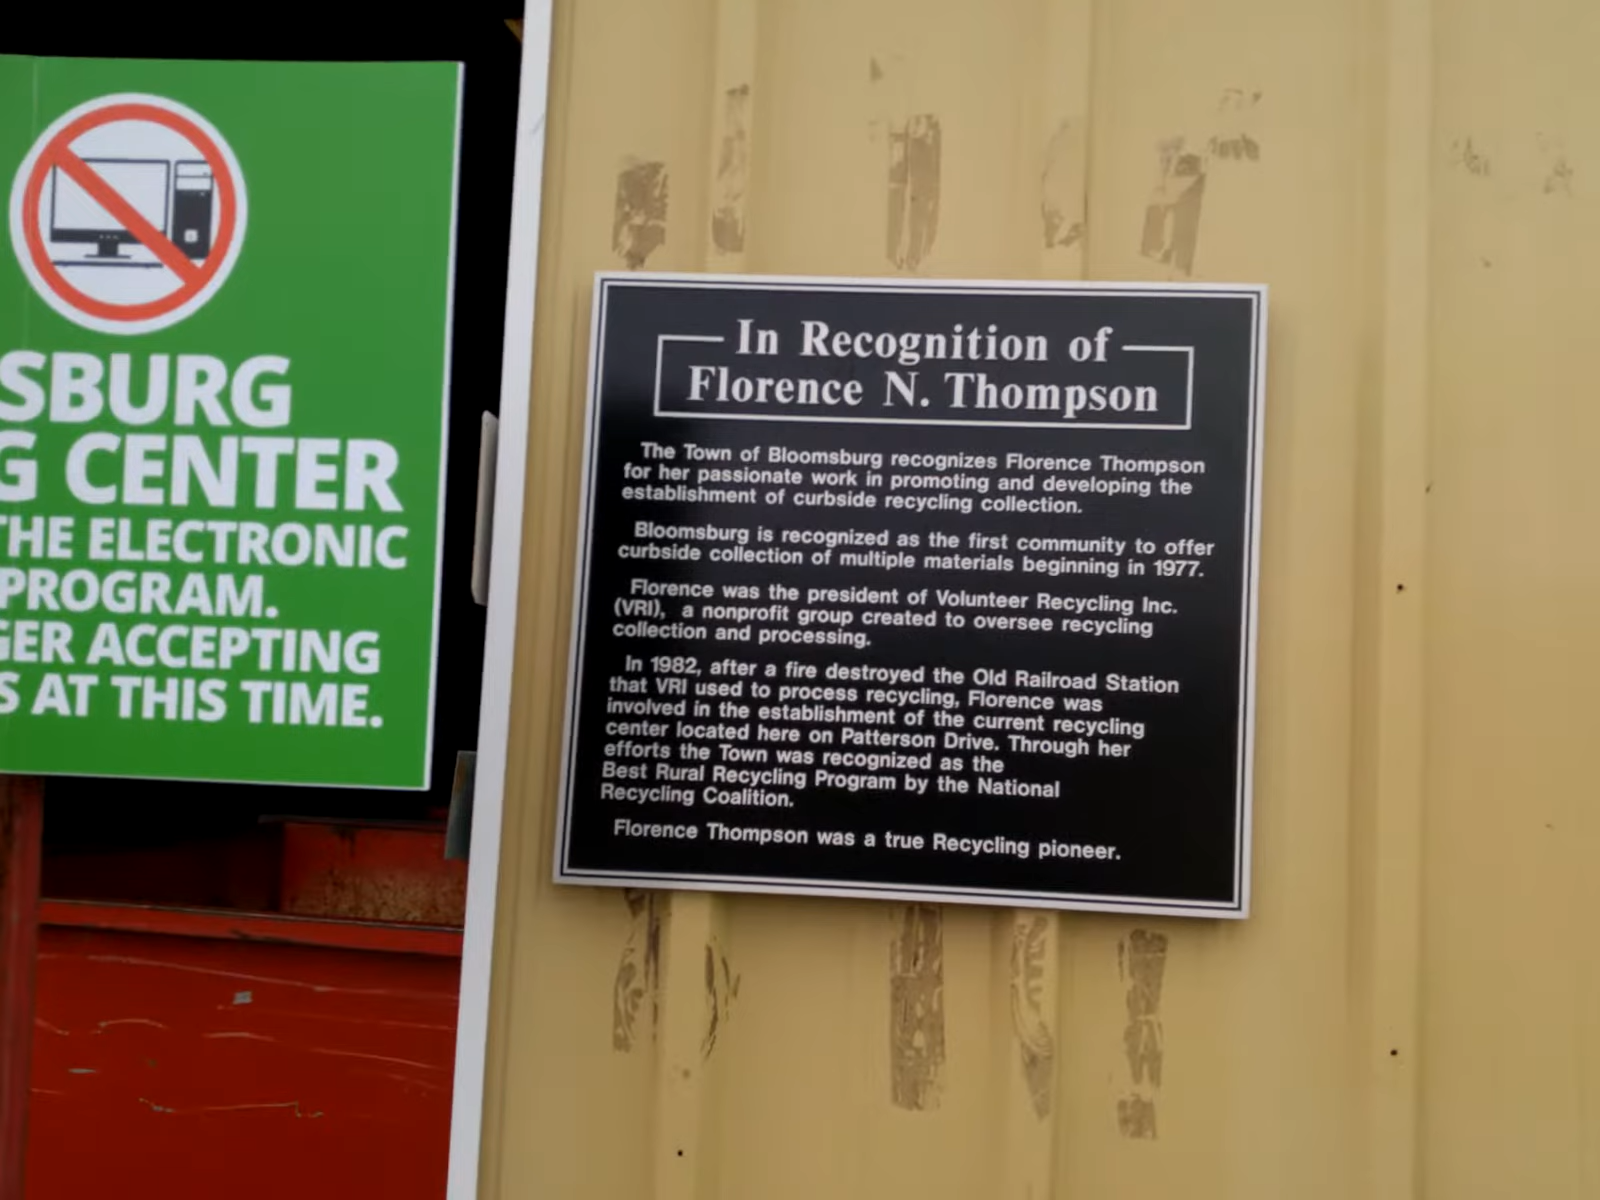 SBURG
G CENTER
THE ELECTRONIC
PROGRAM.
GER ACCEPTING
S AT THIS TIME.
In Recognition of
Florence N. Thompson
The Town of Bloomsburg recognizes Florence Thompson
for her passionate work in promoting and developing the
establishment of curbside recycling collection.
Bloomsburg is recognized as the first community to offer
curbside collection of multiple materials beginning in 1977.
Florence was the president of Volunteer Recycling Inc.
(VRI), a nonprofit group created to oversee recycling
collection and processing.
In 1982, after a fire destroyed the Old Railroad Station
that VRI used to process recycling, Florence was
involved in the establishment of the current recycling
center located here on Patterson Drive. Through her
efforts the Town was recognized as the
Best Rural Recycling Program by the National
Recycling Coalition.
Florence Thompson was a true Recycling pioneer.